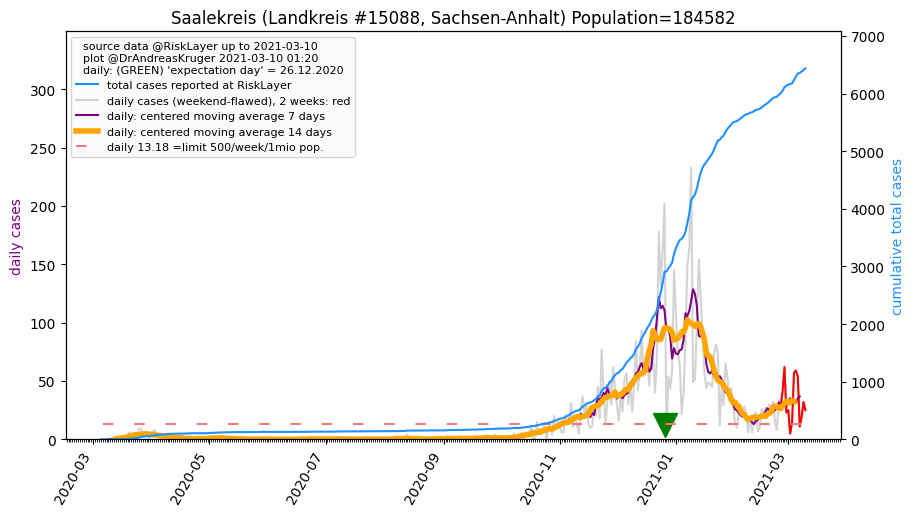 Saalekreis (Landkreis #15088, Sachsen-Anhalt) Population=184582
source data @RiskLayer up to 2021-03-10
plot @DrAndreasKruger 2021-03-10 01:20
daily: (GREEN) 'expectation day' = 26.12.2020
total cases reported at RiskLayer
daily cases (weekend-flawed), 2 weeks: red
daily: centered moving average 7 days
daily: centered moving average 14 days
daily 13.18 =limit 500/week/1mio pop.
daily cases
300
250
200
150
100
50
0
7000
6000
5000
4000
3000
2000
1000
0
cumulative total cases
2020-03
2020-05
2020-07
2020-09
2020-11
2021-01
2021-03